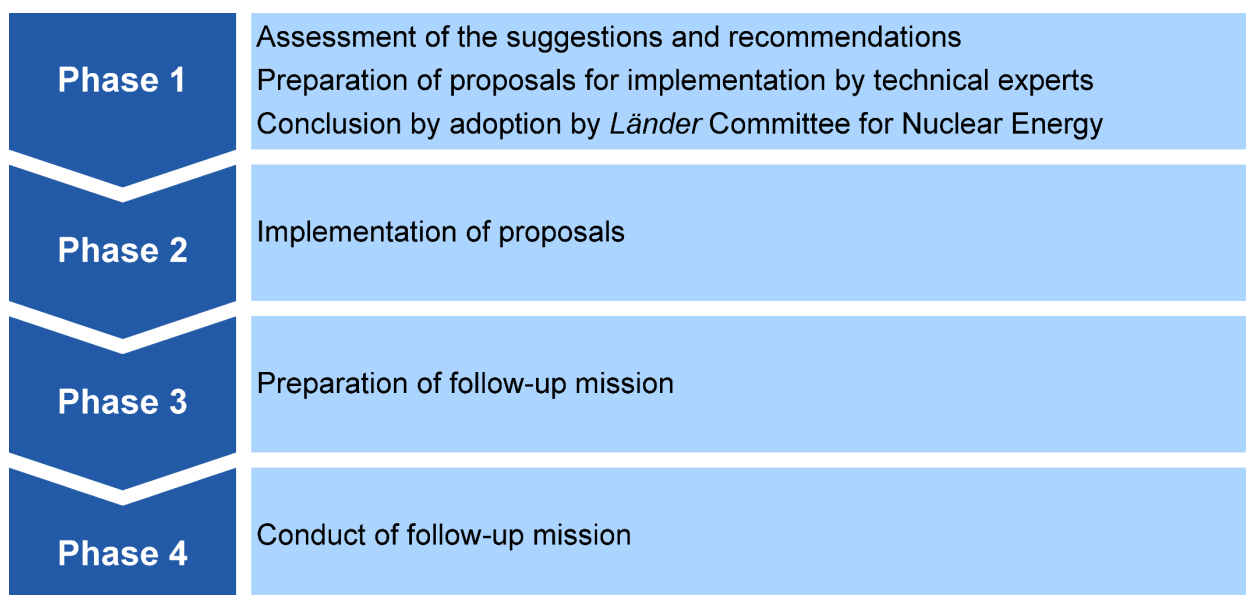 Phase 1
Assessment of the suggestions and recommendations
Preparation of proposals for implementation by technical experts
Conclusion by adoption by Länder Committee for Nuclear Energy
Phase 2
Implementation of proposals
Phase 3
Preparation of follow-up mission
Phase 4
Conduct of follow-up mission